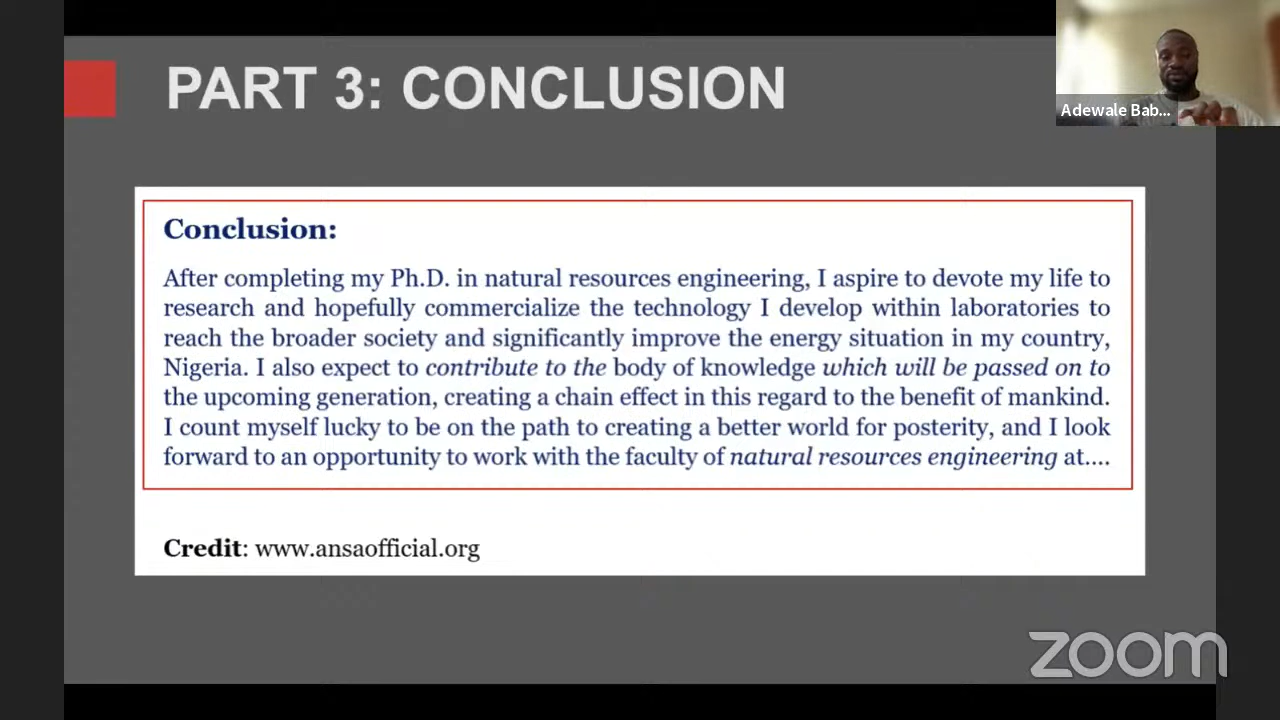 PART 3: CONCLUSION
Adewale Bab...
Conclusion:
After completing my Ph.D. in natural resources engineering, I aspire to devote my life to
research and hopefully commercialize the technology I develop within laboratories to
reach the broader society and significantly improve the energy situation in my country,
Nigeria. I also expect to contribute to the body of knowledge which will be passed on to
the upcoming generation, creating a chain effect in this regard to the benefit of mankind.
I count myself lucky to be on the path to creating a better world for posterity, and I look
forward to an opportunity to work with the faculty of natural resources engineering at....
Credit: www.ansaofficial.org
zoom